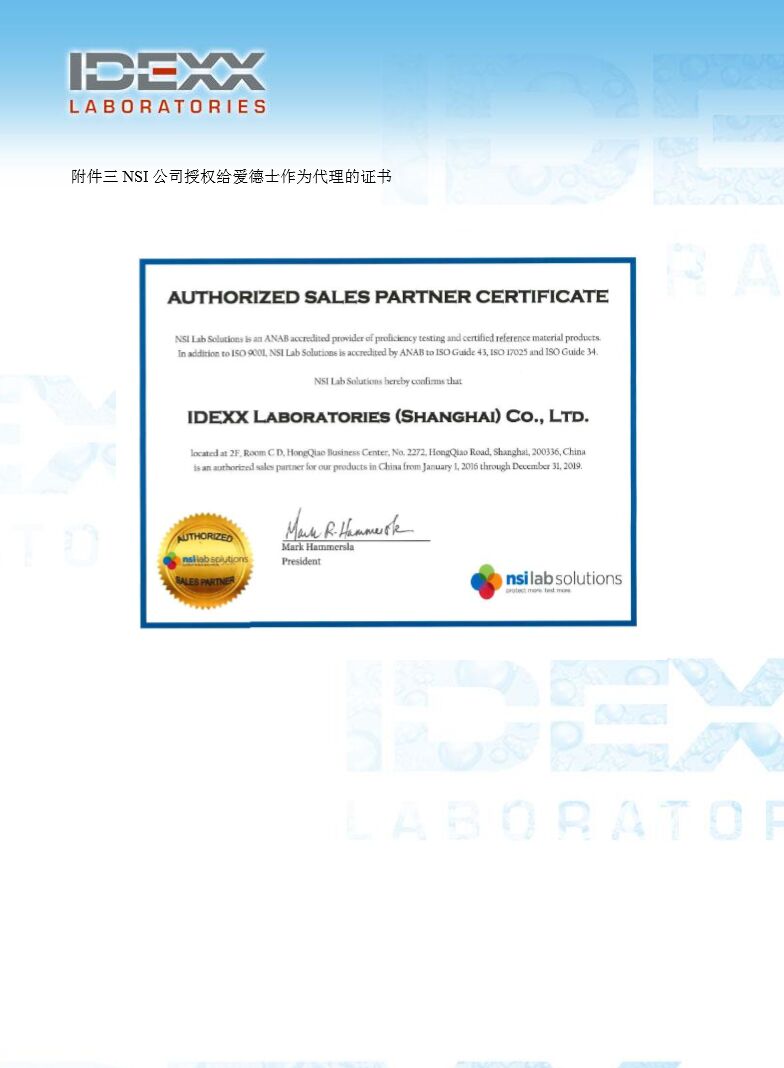 IDEXX
LABORATORIES
附件三 NSI 公司授权给爱德士作为代理的证书
AUTHORIZED SALES PARTNER CERTIFICATE
NSI Lab Solutions is an ANAB accredited provider of proficiency testing and certified reference material products.
In addition to ISO 9001, NSI Lab Solutions is accredited by ANAB to ISO Guide 43, ISO 17025 and ISO Guide 34.
NSI Lab Solutions hereby confirms that
IDEXX LABORATORIES (SHANGHAI) CO., LTD.
located at 2F, Room C D, HongQiao Business Center, No. 2272, HongQiao Road, Shanghai, 200336, China
is an authorized sales partner for our products in China from January 1, 2016 through December 31, 2019.
AUTHORIZED
nsi lab solutions
SALES PARTNER
Mark R. Hammersla
Mark Hammersla
President
nsi lab solutions
protect more. test more.
IDEX
LABORATOR